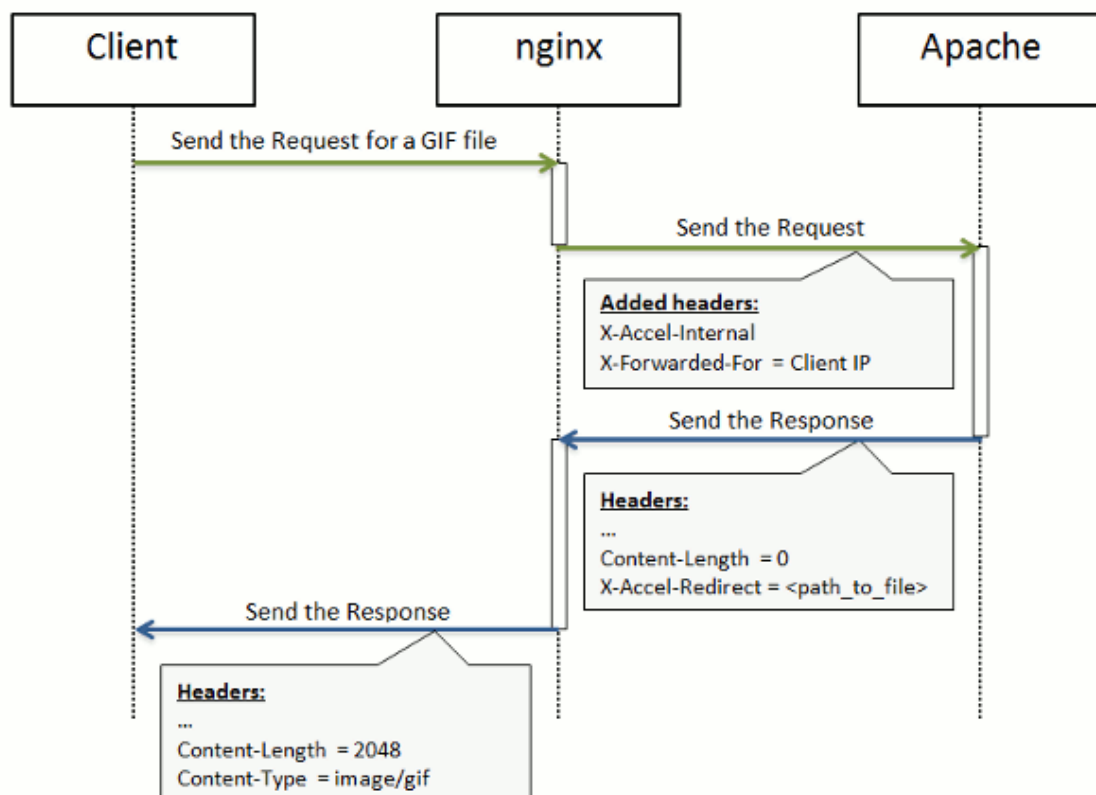 Client
nginx
Apache
Send the Request for a GIF file
Send the Request
Added headers:
X-Accel-Internal
X-Forwarded-For = Client IP
Send the Response
Headers:
...
Content-Length = 0
X-Accel-Redirect = <path_to_file>
Send the Response
Headers:
...
Content-Length = 2048
Content-Type = image/gif